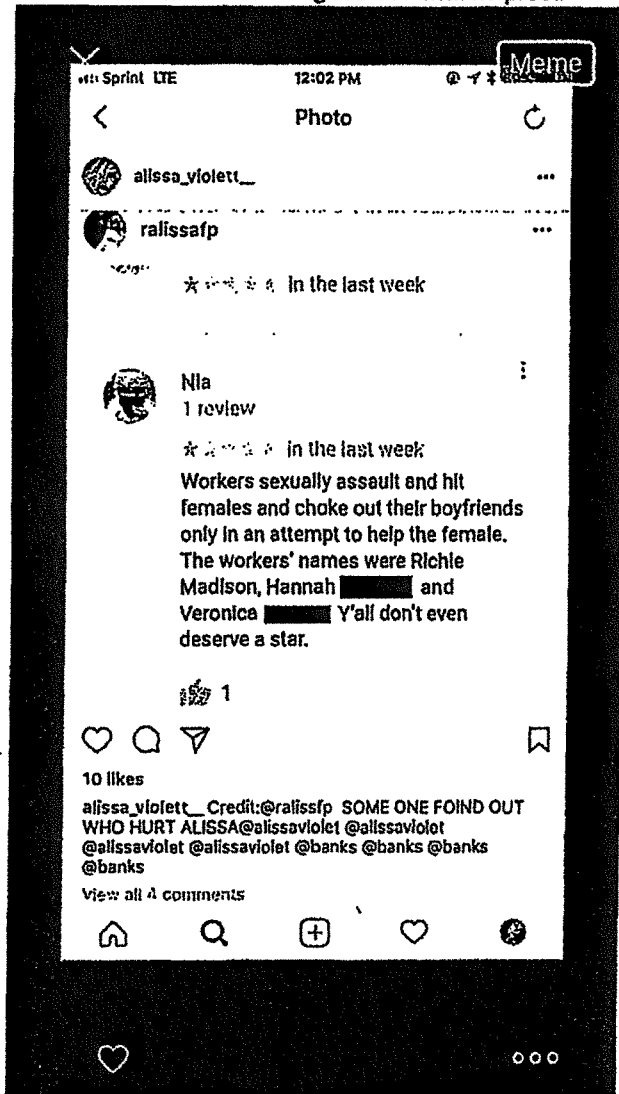 Meme
Sprint LTE 12:02 PM
Photo
alissa_violett__
ralissafp
in the last week
Nia
1 review
in the last week
Workers sexually assault and hit
females and choke out their boyfriends
only in an attempt to help the female.
The workers' names were Richie
Madison, Hannah and
Veronica Y'all don't even
deserve a star.
1
10 likes
alissa_violett__ Credit:@ralissfp SOME ONE FOIND OUT
WHO HURT ALISSA@alissaviolet @alissaviolet
@alissaviolet @alissaviolet @banks @banks @banks
@banks
View all 4 comments